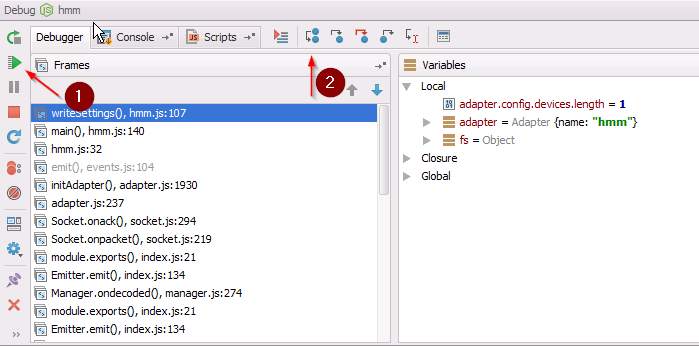 Debug JS hmm
Debugger Console Scripts
Frames
Variables
1
2
writeSettings(), hmm.js:107
main(), hmm.js:140
hmm.js:32
emit(), events.js:104
initAdapter(), adapter.js:1930
adapter.js:237
Socket.onack(), socket.js:294
Socket.onpacket(), socket.js:219
module.exports(), index.js:21
Emitter.emit(), index.js:134
Manager.ondecoded(), manager.js:274
module.exports(), index.js:21
Emitter.emit(), index.js:134
Local
adapter.config.devices.length = 1
adapter = Adapter {name: "hmm"}
fs = Object
Closure
Global